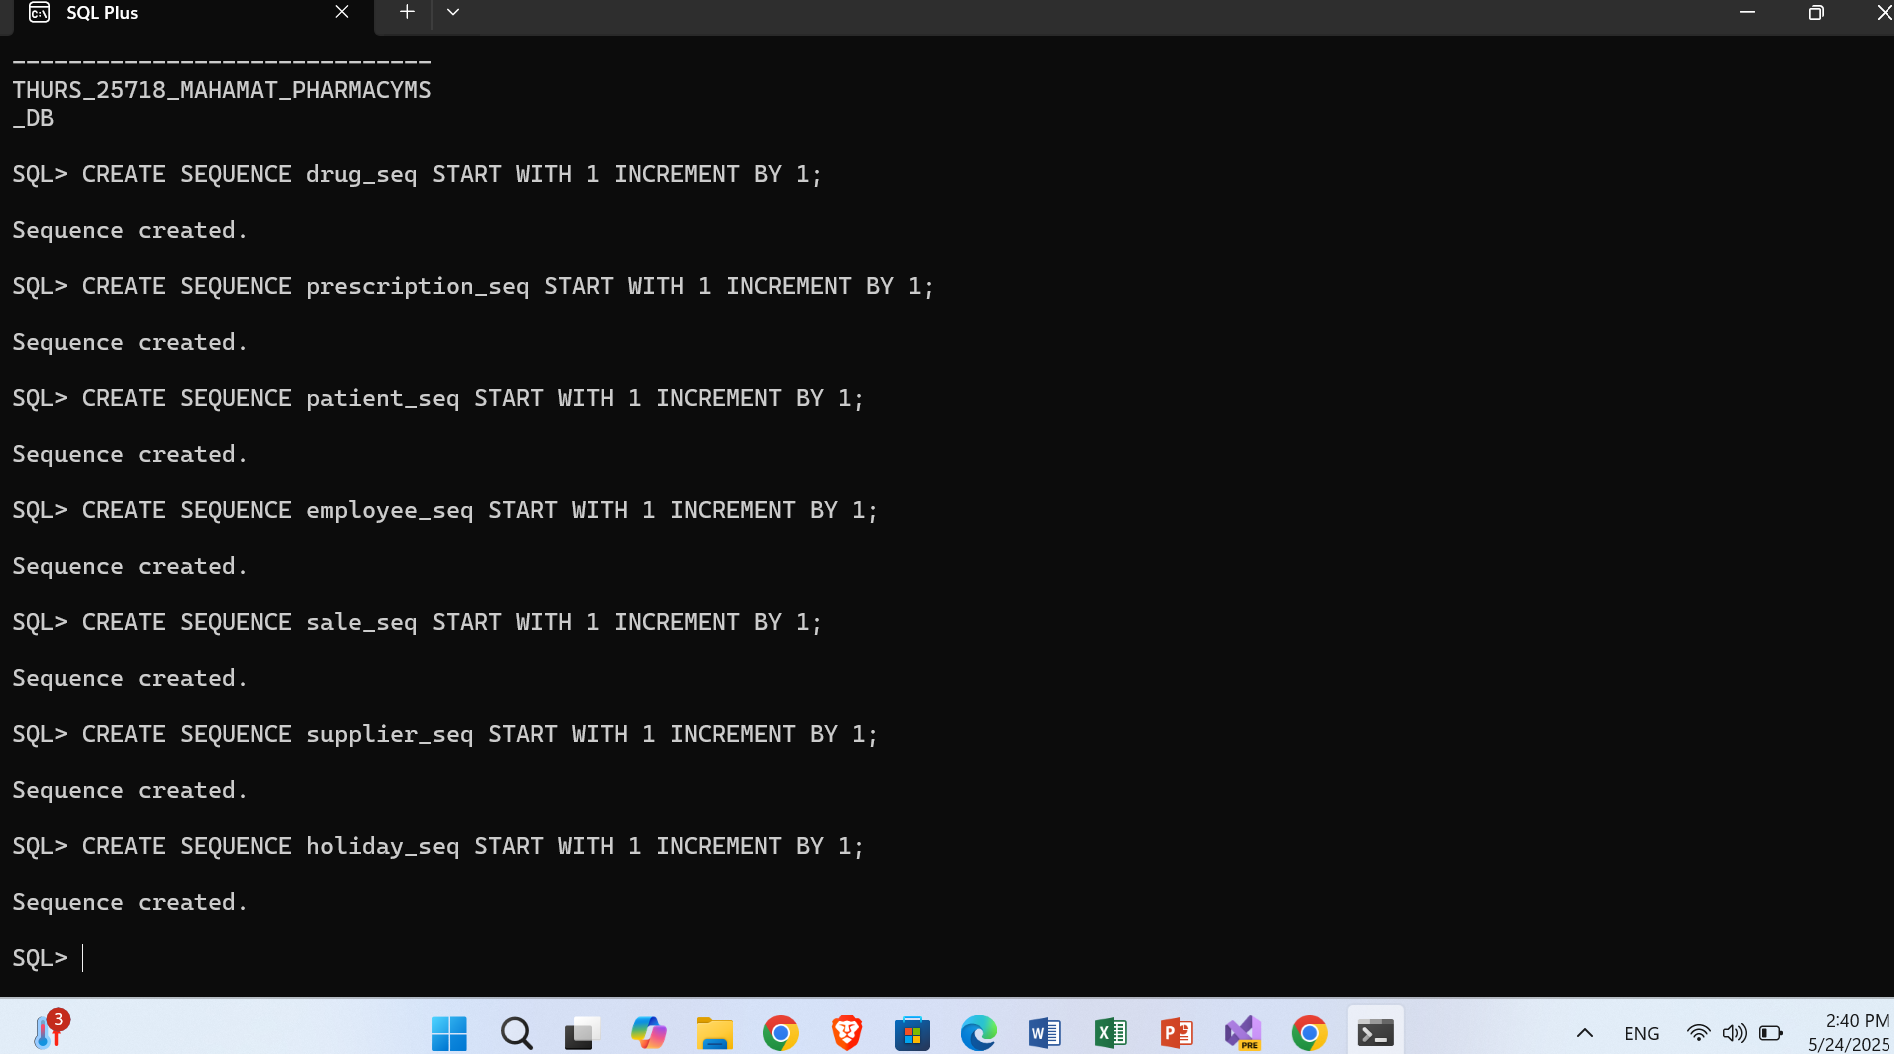 SQL Plus
------------------------------
THURS_25718_MAHAMAT_PHARMACYMS
_DB
SQL> CREATE SEQUENCE drug_seq START WITH 1 INCREMENT BY 1;
Sequence created.
SQL> CREATE SEQUENCE prescription_seq START WITH 1 INCREMENT BY 1;
Sequence created.
SQL> CREATE SEQUENCE patient_seq START WITH 1 INCREMENT BY 1;
Sequence created.
SQL> CREATE SEQUENCE employee_seq START WITH 1 INCREMENT BY 1;
Sequence created.
SQL> CREATE SEQUENCE sale_seq START WITH 1 INCREMENT BY 1;
Sequence created.
SQL> CREATE SEQUENCE supplier_seq START WITH 1 INCREMENT BY 1;
Sequence created.
SQL> CREATE SEQUENCE holiday_seq START WITH 1 INCREMENT BY 1;
Sequence created.
SQL>
3
PRE
ENG
2:40 PM
5/24/2025